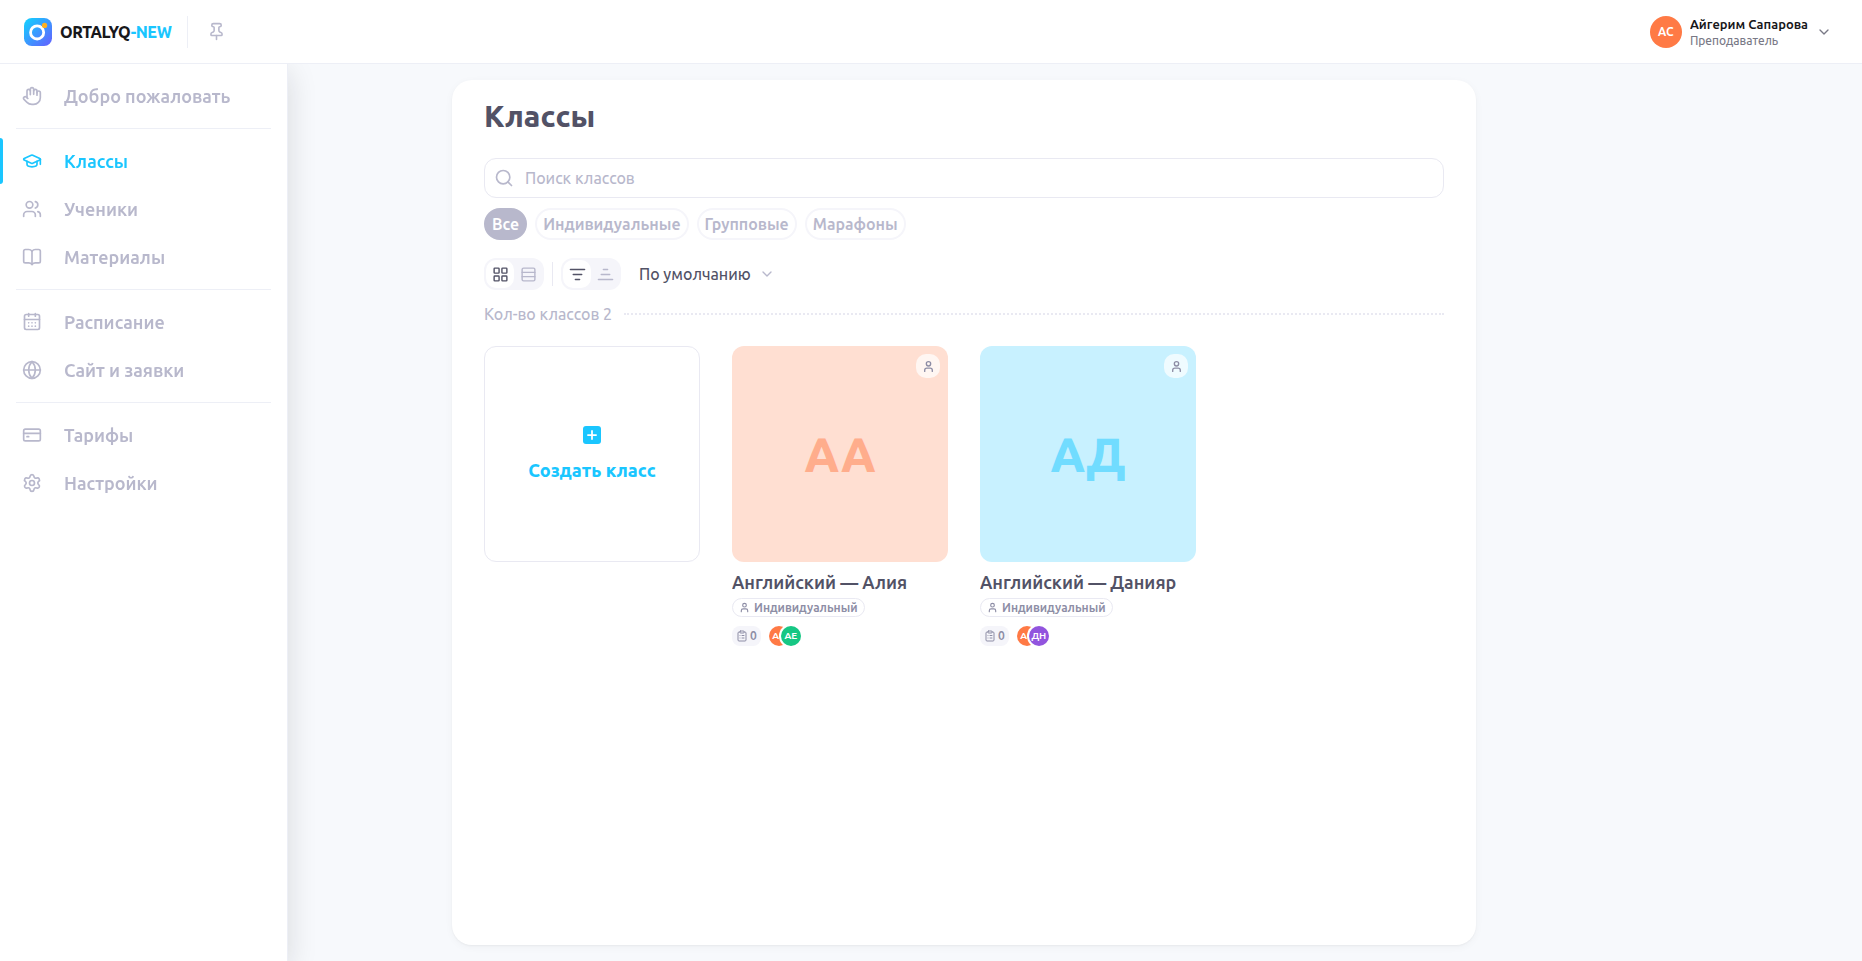 ORTALYQ-NEW
АС
Айгерим Сапарова
Преподаватель
Добро пожаловать
Классы
Ученики
Материалы
Расписание
Сайт и заявки
Тарифы
Настройки
Классы
Поиск классов
Все
Индивидуальные
Групповые
Марафоны
По умолчанию
Кол-во классов 2
Создать класс
АА
Английский — Алия
Индивидуальный
0
АЕ
АД
Английский — Данияр
Индивидуальный
0
ДН